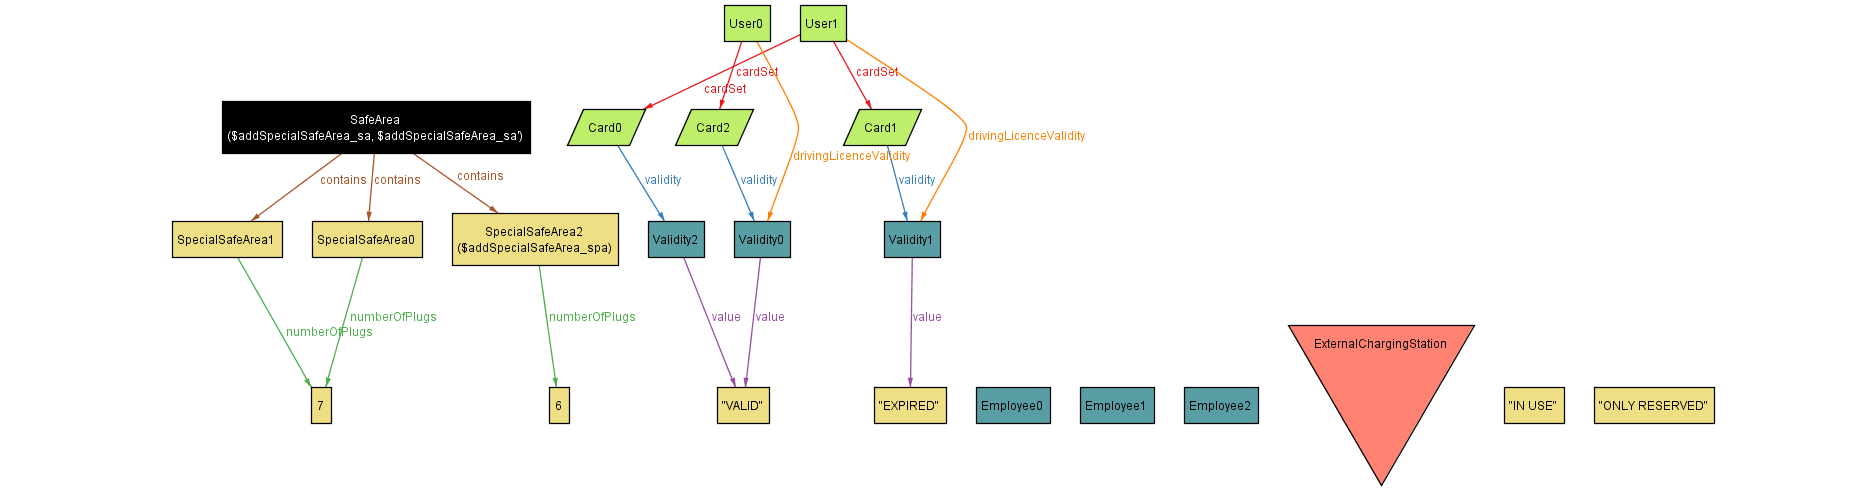 User0
User1
cardSet
cardSet
cardSet
SafeArea
($addSpecialSafeArea_sa, $addSpecialSafeArea_sa')
Card0
Card2
Card1
drivingLicenceValidity
drivingLicenceValidity
contains
contains
contains
validity
validity
validity
SpecialSafeArea1
SpecialSafeArea0
SpecialSafeArea2
($addSpecialSafeArea_spa)
Validity2
Validity0
Validity1
numberOfPlugs
numberOfPlugs
numberOfPlugs
value
value
value
ExternalChargingStation
7
6
"VALID"
"EXPIRED"
Employee0
Employee1
Employee2
"IN USE"
"ONLY RESERVED"